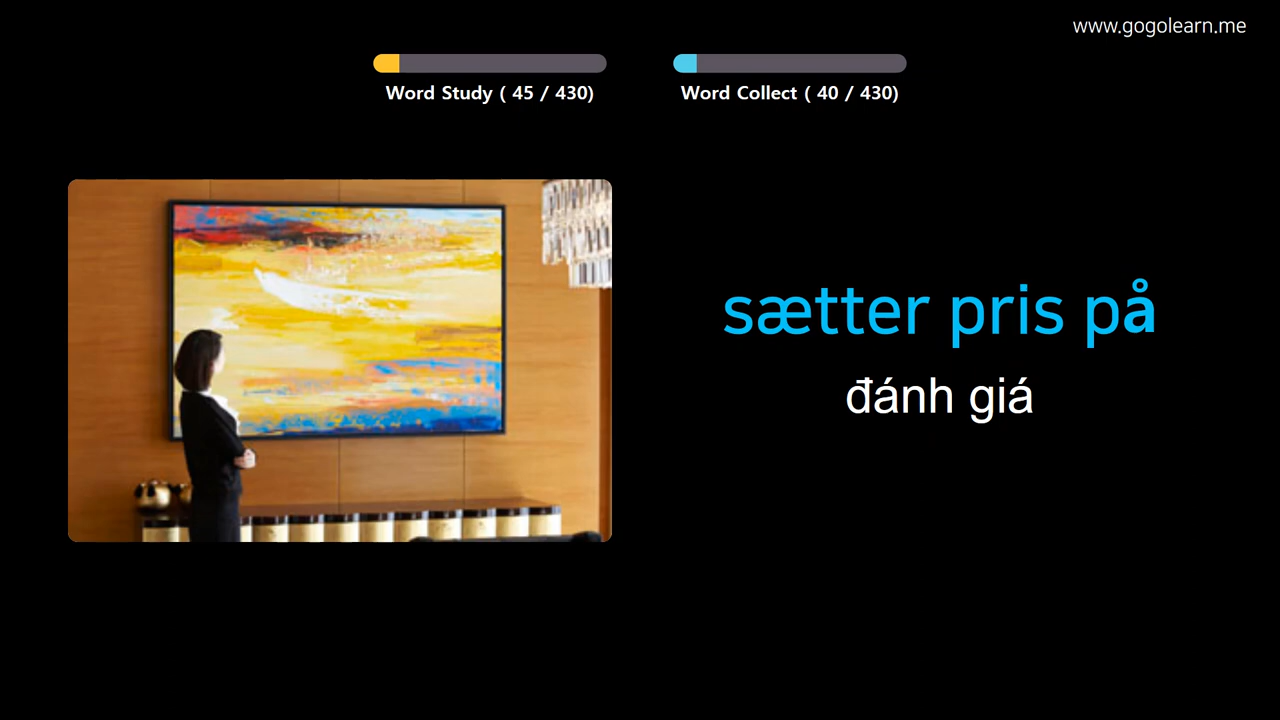 www.gogolearn.me
Word Study ( 45 / 430)
Word Collect ( 40 / 430)
sætter pris på
đánh giá